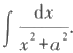 ∫ dx / (x² + a²).